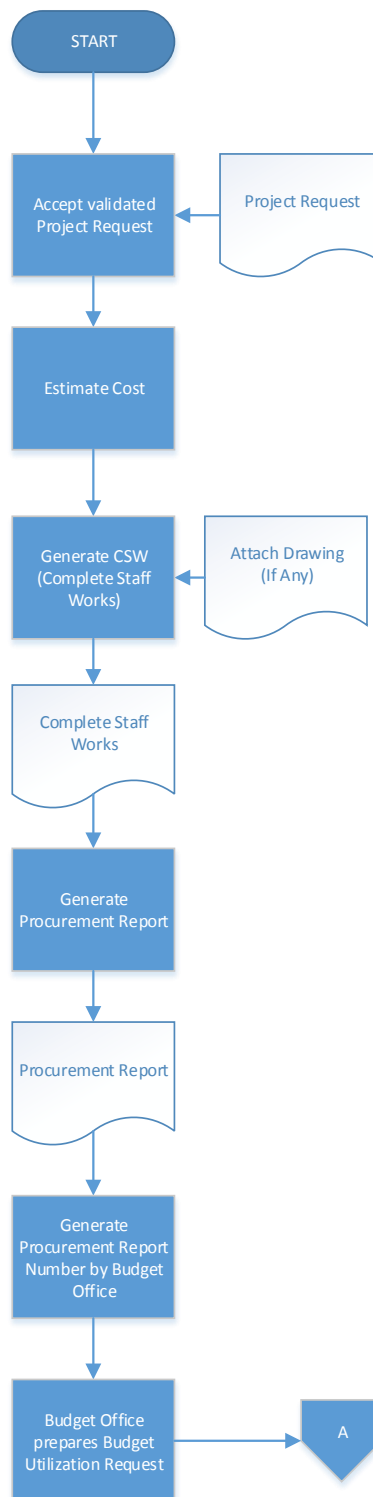 START
Accept validated
Project Request
Project Request
Estimate Cost
Generate CSW
(Complete Staff
Works)
Attach Drawing
(If Any)
Complete Staff
Works
Generate
Procurement Report
Procurement Report
Generate
Procurement Report
Number by Budget
Office
Budget Office
prepares Budget
Utilization Request
A